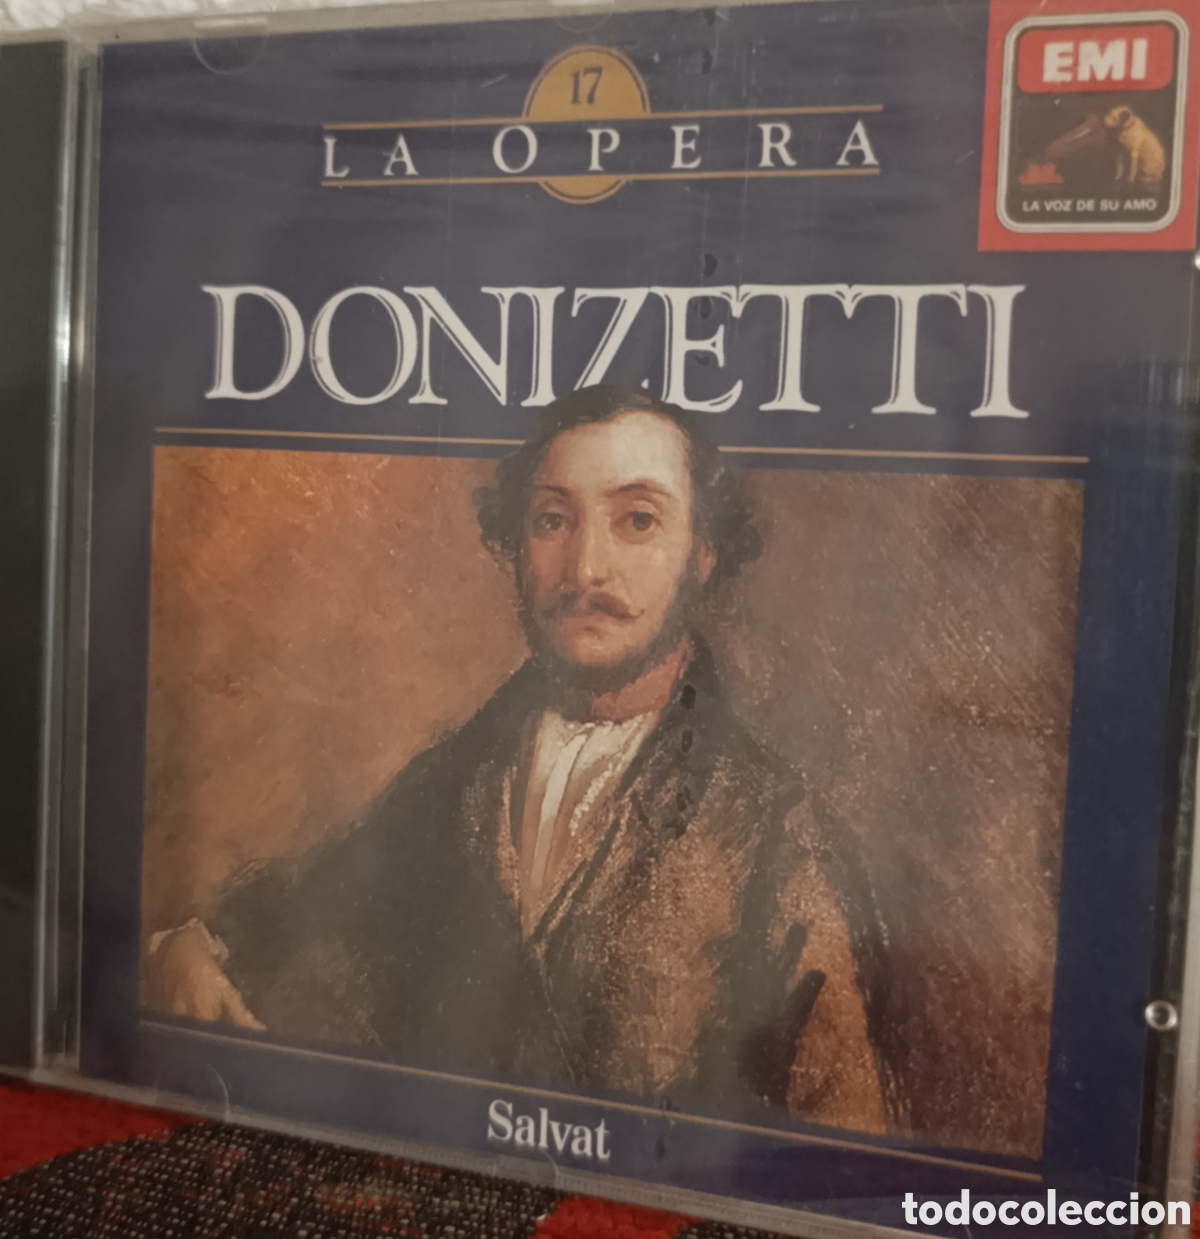 17
LA OPERA
EMI
LA VOZ DE SU AMO
DONIZETTI
Salvat
todocoleccion